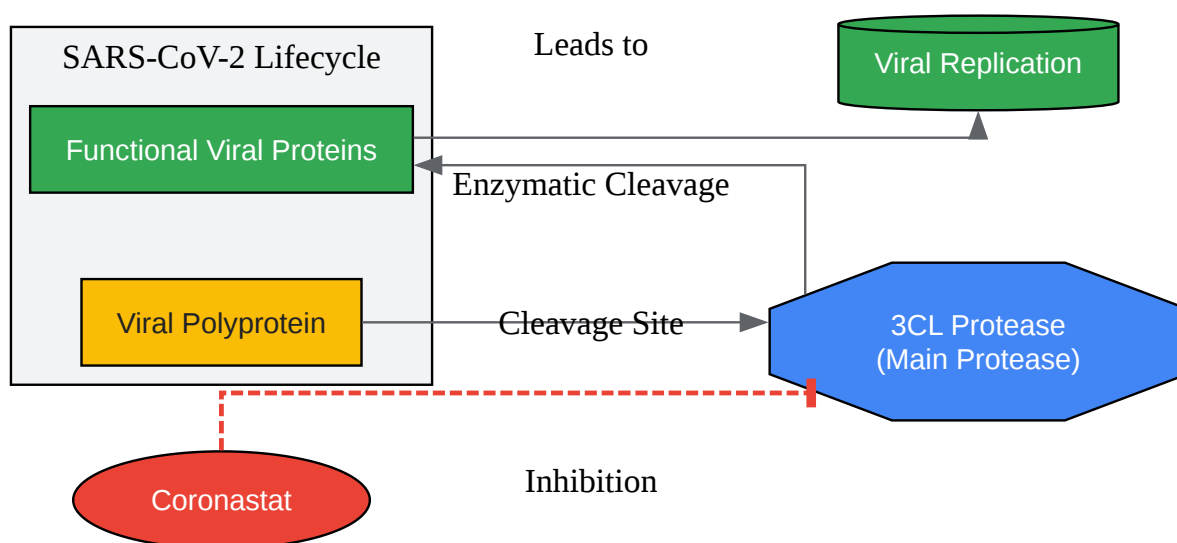 Leads to
SARS-CoV-2 Lifecycle
Viral Replication
Functional Viral Proteins
Enzymatic Cleavage
Viral Polyprotein
Cleavage Site
3CL Protease
(Main Protease)
Inhibition
Coronastat